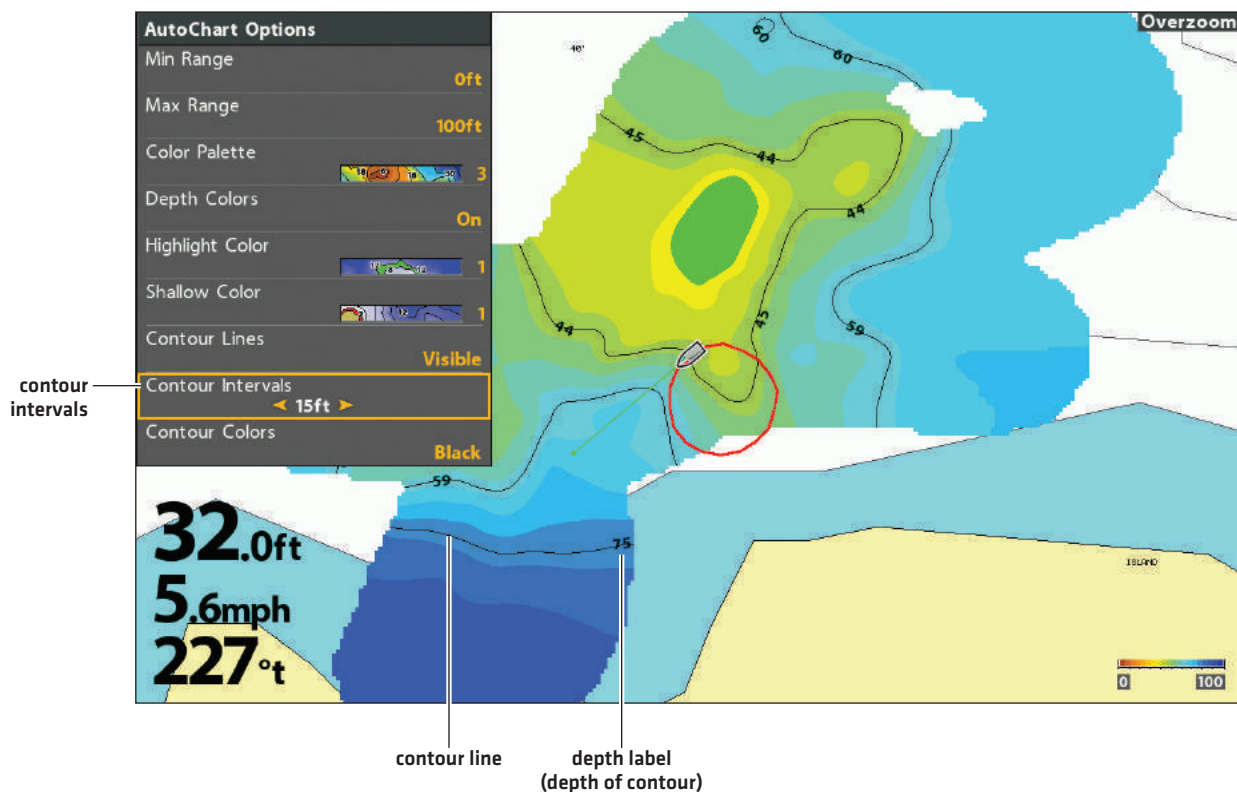 AutoChart Options
Min Range
0ft
Max Range
100ft
Color Palette
3
Depth Colors
On
Highlight Color
1
Shallow Color
1
Contour Lines
Visible
Contour Intervals
15ft
Contour Colors
Black
contour
intervals
Overzoom
40'
60
60
45
44
44
45
59
44
59
75
32.0ft
5.6mph
227°t
ISLAND
0 100
contour line
depth label
(depth of contour)